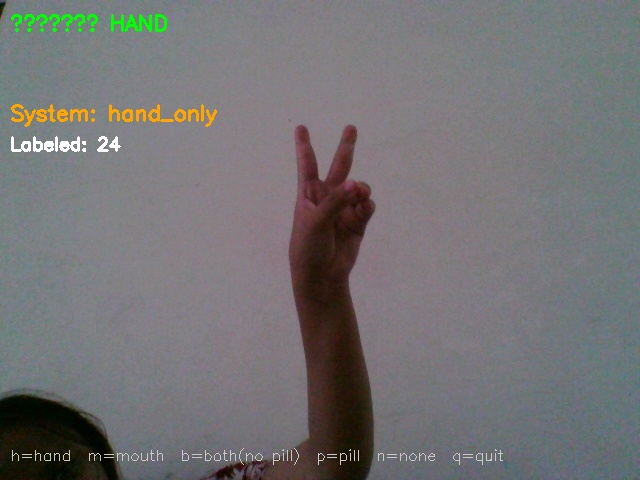 ??????? HAND
System: hand_only
Labeled: 24
h=hand m=mouth b=both(no pill) p=pill n=none q=quit